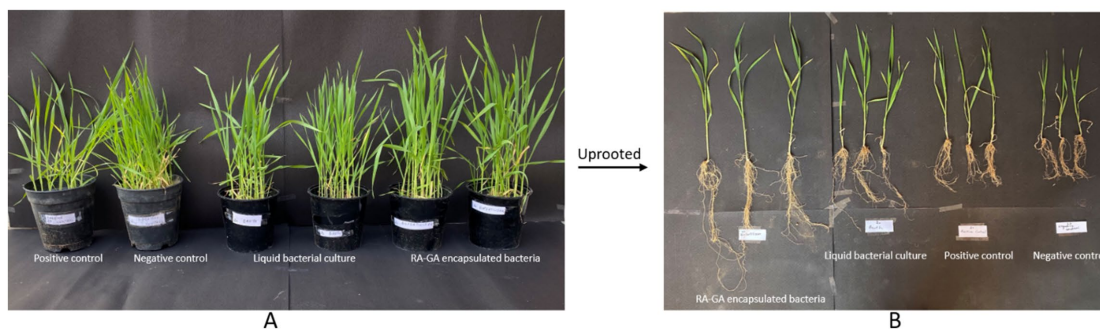 Positive control
Negative control
Liquid bacterial culture
RA-GA encapsulated bacteria
A
Uprooted
Liquid bacterial culture
Positive control
Negative contro
RA-GA encapsulated bacteria
B